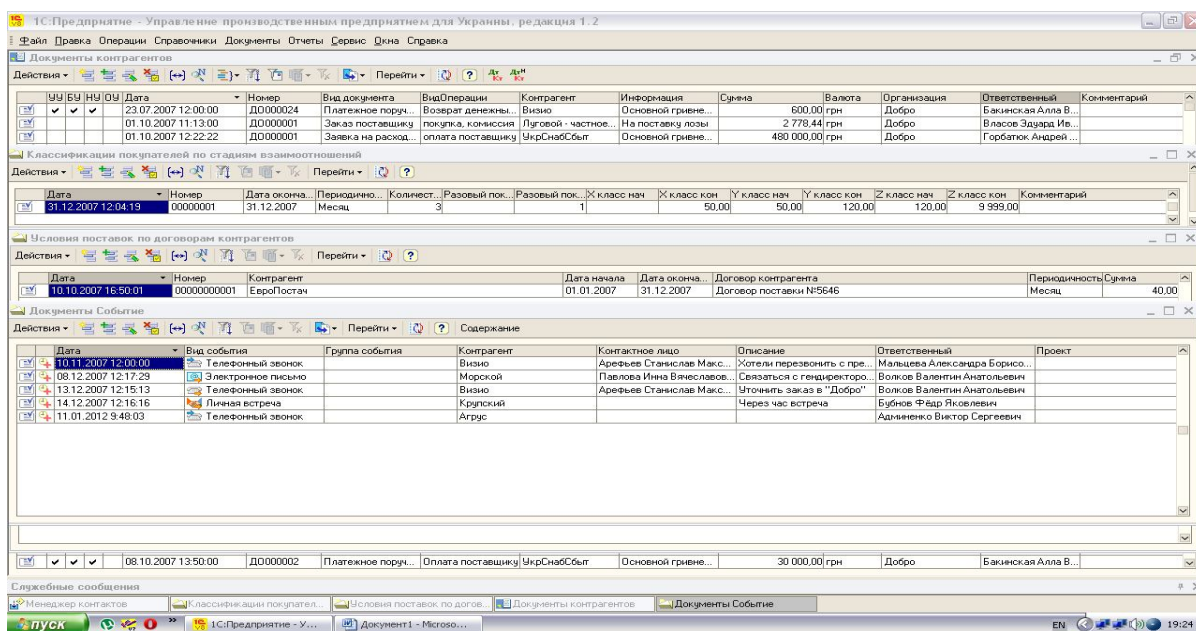 1С:Предприятие - Управление производственным предприятием для Украины, редакция 1.2
Файл Правка Операции Справочники Документы Отчеты Сервис Окна Справка
Документы контрагентов
Действия Перейти
УУ БУ НУ ОУ Дата Номер Вид документа ВидОперации Контрагент Информация Сумма Валюта Организация Ответственный Комментарий
23.07.2007 12:00:00 ДО000024 Платежное поруч... Возврат денежны... Визио Основной гривне... 600,00 грн Добро Бакинская Алла В...
01.10.2007 11:13:00 ДО000001 Заказ поставщику покупка, комиссия Луговой - частное... На поставку лозы 2 778,44 грн Добро Власов Эдуард Ив...
01.10.2007 12:22:22 ДО000001 Заявка на расход... оплата поставщику УкрСнабСбыт Основной гривне... 480 000,00 грн Добро Горбатюк Андрей ...
Классификации покупателей по стадиям взаимоотношений
Действия Перейти
Дата Номер Дата оконча... Периодично... Количест... Разовый пок... Разовый пок... X класс нач X класс кон Y класс нач Y класс кон Z класс нач Z класс кон Комментарий
31.12.2007 12:04:19 00000001 31.12.2007 Месяц 3 1 50,00 50,00 120,00 120,00 9 999,00
Условия поставок по договорам контрагентов
Действия Перейти
Дата Номер Контрагент Дата начала Дата оконча... Договор контрагента Периодичность Сумма
10.10.2007 16:50:01 00000000001 ЕвроПостач 01.01.2007 31.12.2007 Договор поставки №5646 Месяц 40,00
Документы Событие
Действия Перейти Содержание
Дата Вид события Группа события Контрагент Контактное лицо Описание Ответственный Проект
10.11.2007 12:00:00 Телефонный звонок Визио Арефьев Станислав Макс... Хотели перезвонить с пре... Мальцева Александра Борисо...
08.12.2007 12:17:29 Электронное письмо Морской Павлова Инна Вячеславов... Связаться с гендиректоро... Волков Валентин Анатольевич
13.12.2007 12:15:13 Телефонный звонок Визио Арефьев Станислав Макс... Уточнить заказ в "Добро" Волков Валентин Анатольевич
14.12.2007 12:16:16 Личная встреча Крупский Через час встреча Бубнов Фёдр Яковлевич
11.01.2012 9:48:03 Телефонный звонок Аргус Админенко Виктор Сергеевич
08.10.2007 13:50:00 ДО000002 Платежное поруч... Оплата поставщику УкрСнабСбыт Основной гривне... 30 000,00 грн Добро Бакинская Алла В...
Служебные сообщения
Менеджер контактов Классификации покупател... Условия поставок по догов... Документы контрагентов Документы Событие
пуск 1С:Предприятие - У... Документ1 - Microso... EN 19:24